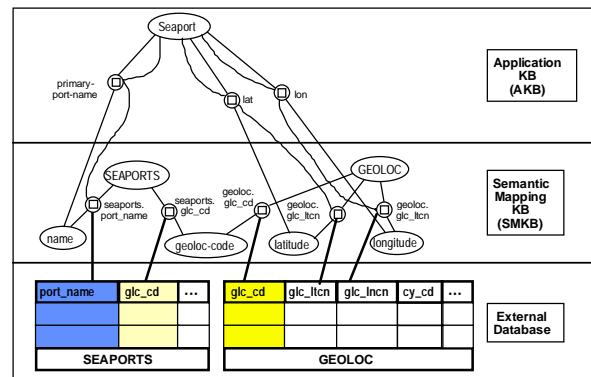 Seaport
primary-
port-name
lat
lon
Application
KB
(AKB)
SEAPORTS
GEOLOC
seaports.
port_name
seaports.
glc_cd
geoloc.
glc_cd
geoloc.
glc_ltcn
geoloc.
glc_ltcn
name
geoloc-code
latitude
longitude
Semantic
Mapping
KB
(SMKB)
port_name
glc_cd
...
glc_cd
glc_ltcn
glc_lncn
cy_cd
...
SEAPORTS
GEOLOC
External
Database